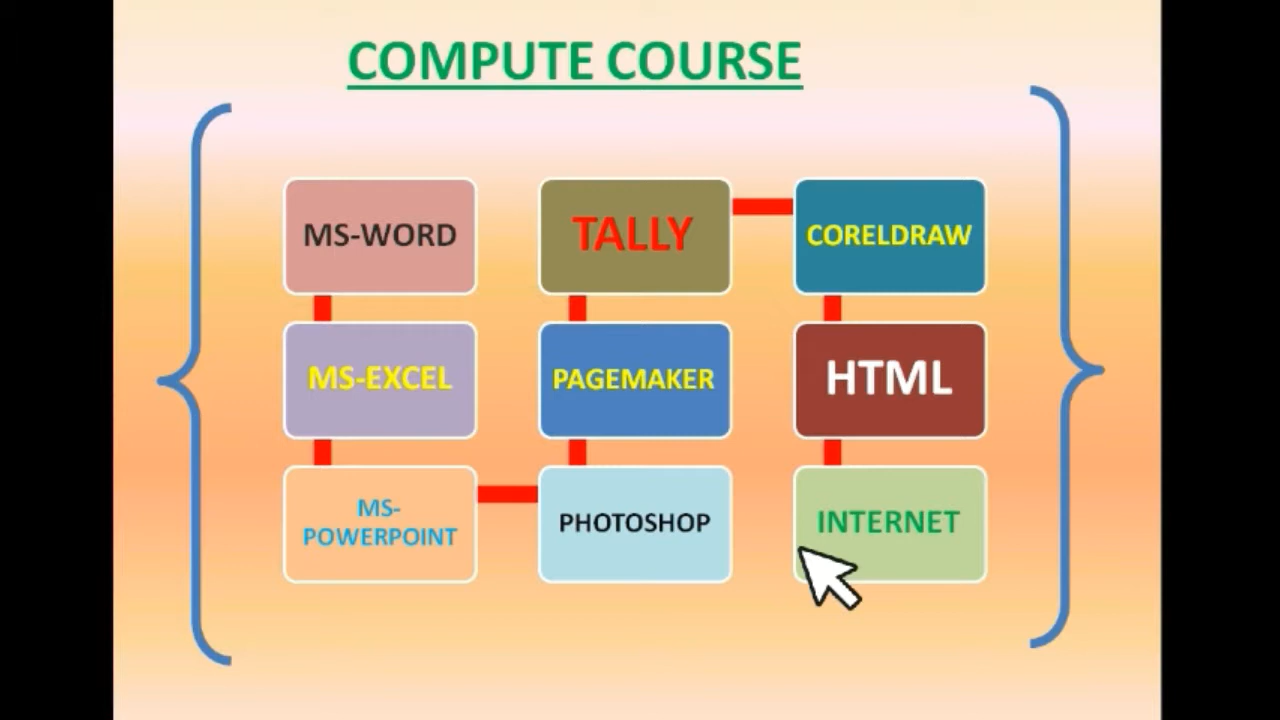 COMPUTE COURSE
MS-WORD
TALLY
CORELDRAW
MS-EXCEL
PAGEMAKER
HTML
MS-
POWERPOINT
PHOTOSHOP
INTERNET